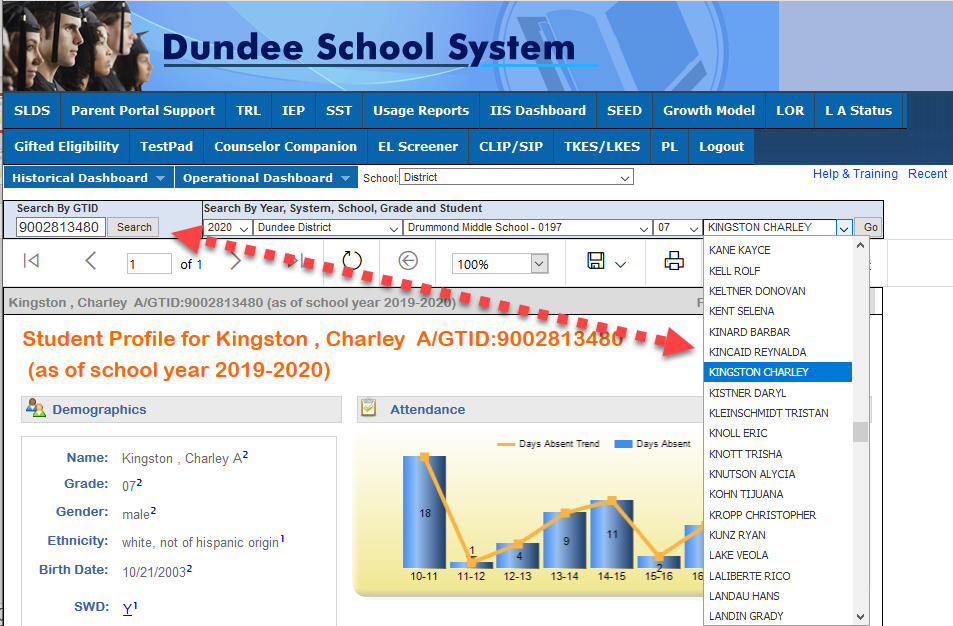 Dundee School System
SLDS Parent Portal Support TRL IEP SST Usage Reports IIS Dashboard SEED Growth Model LOR L A Status
Gifted Eligibility TestPad Counselor Companion EL Screener CLIP/SIP TKES/LKES PL Logout
Historical Dashboard Operational Dashboard School: District Help & Training Recent
Search By GTID Search By Year, System, School, Grade and Student
9002813480 Search 2020 Dundee District Drummond Middle School - 0197 07 KINGSTON CHARLEY Go
1 of 1 100%
Kingston , Charley A/GTID:9002813480 (as of school year 2019-2020)
Student Profile for Kingston , Charley A/GTID:9002813480
(as of school year 2019-2020)
Demographics
Name: Kingston , Charley A2
Grade: 072
Gender: male2
Ethnicity: white, not of hispanic origin1
Birth Date: 10/21/20032
SWD: Y1
Attendance
Days Absent Trend Days Absent
18 1 4 9 11 2
10-11 11-12 12-13 13-14 14-15 15-16 16
KANE KAYCE
KELL ROLF
KELTNER DONOVAN
KENT SELENA
KINARD BARBAR
KINCAID REYNALDA
KINGSTON CHARLEY
KISTNER DARYL
KLEINSCHMIDT TRISTAN
KNOLL ERIC
KNOTT TRISHA
KNUTSON ALYCIA
KOHN TIJUANA
KROPP CHRISTOPHER
KUNZ RYAN
LAKE VEOLA
LALIBERTE RICO
LANDAU HANS
LANDIN GRADY